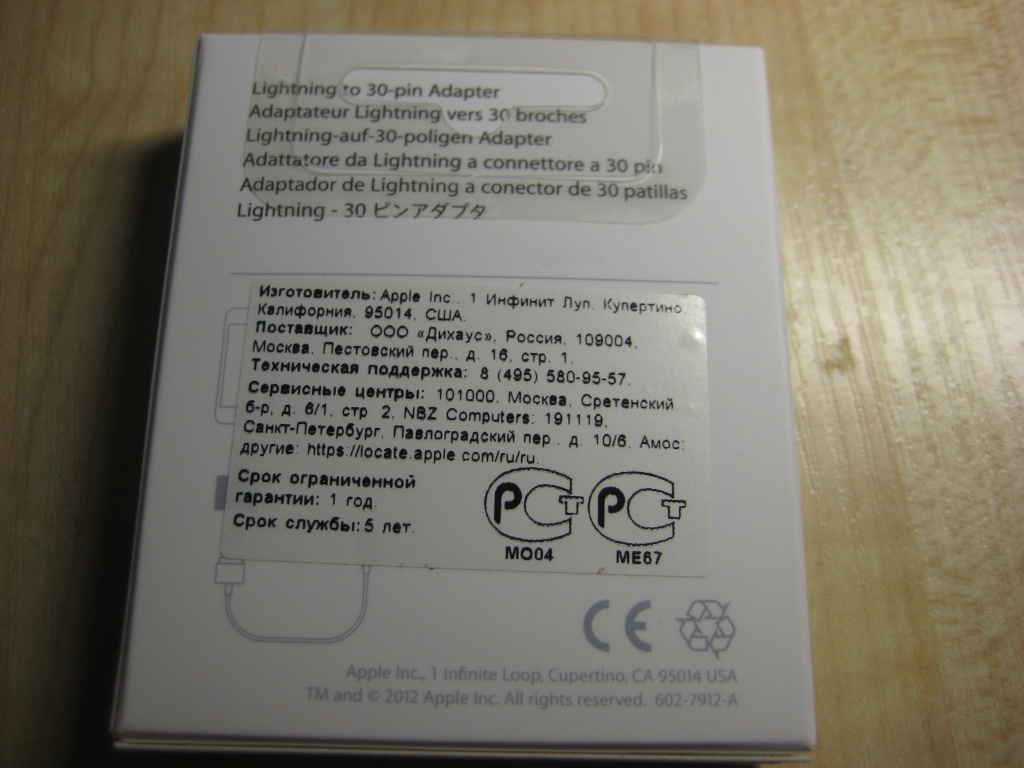 Lightning to 30-pin Adapter
Adaptateur Lightning vers 30 broches
Lightning-auf-30-poligen Adapter
Adattatore da Lightning a connettore a 30 pin
Adaptador de Lightning a conector de 30 patillas
Lightning - 30 ピンアダプタ
Изготовитель: Apple Inc., 1 Инфинит Луп, Купертино,
Калифорния, 95014, США.
Поставщик: ООО «Дихаус», Россия, 109004,
Москва, Пестовский пер., д. 16, стр. 1.
Техническая поддержка: 8 (495) 580-95-57.
Сервисные центры: 101000, Москва, Сретенский
б-р, д. 6/1, стр. 2, NBZ Computers; 191119,
Санкт-Петербург, Павлоградский пер., д. 10/6, Амос;
другие: https://locate.apple.com/ru/ru.
Срок ограниченной
гарантии: 1 год.
Срок службы: 5 лет.
РСТ РСТ
МО04 МЕ67
CE
Apple Inc., 1 Infinite Loop, Cupertino, CA 95014 USA
TM and © 2012 Apple Inc. All rights reserved. 602-7912-A